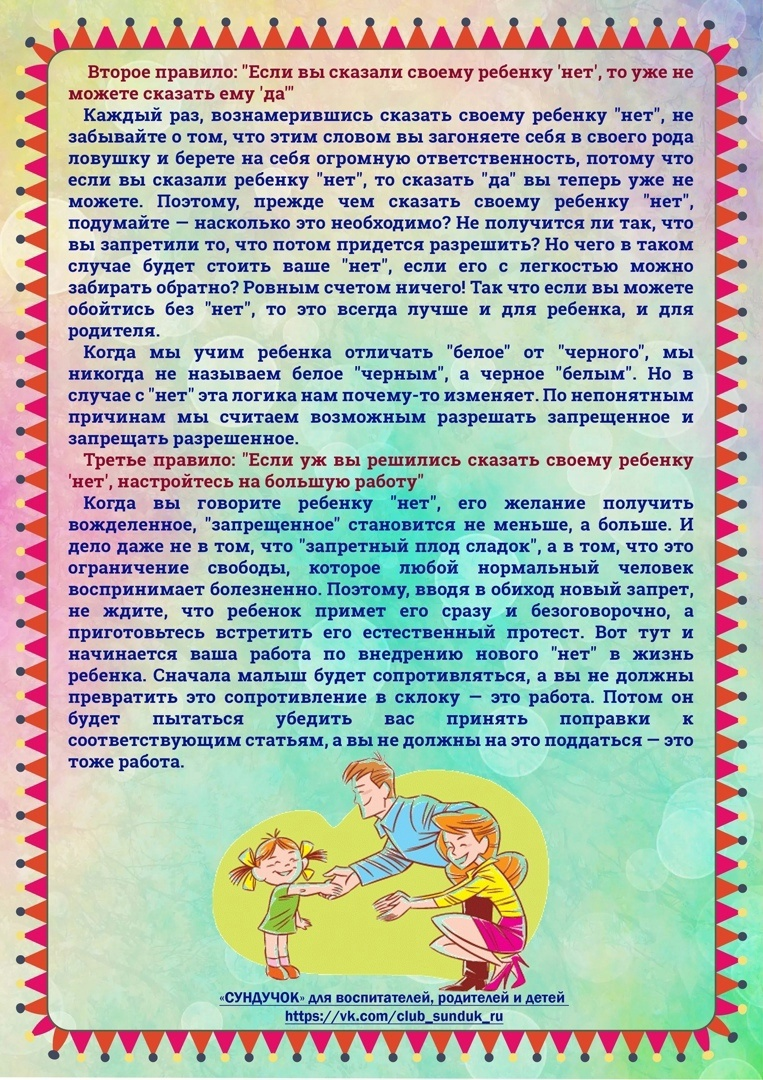 Второе правило: "Если вы сказали своему ребенку 'нет', то уже не
можете сказать ему 'да'"
Каждый раз, вознамерившись сказать своему ребенку "нет", не
забывайте о том, что этим словом вы загоняете себя в своего рода
ловушку и берете на себя огромную ответственность, потому что
если вы сказали ребенку "нет", то сказать "да" вы теперь уже не
можете. Поэтому, прежде чем сказать своему ребенку "нет",
подумайте — насколько это необходимо? Не получится ли так, что
вы запретили то, что потом придется разрешить? Но чего в таком
случае будет стоить ваше "нет", если его с легкостью можно
забирать обратно? Ровным счетом ничего! Так что если вы можете
обойтись без "нет", то это всегда лучше и для ребенка, и для
родителя.
Когда мы учим ребенка отличать "белое" от "черного", мы
никогда не называем белое "черным", а черное "белым". Но в
случае с "нет" эта логика нам почему-то изменяет. По непонятным
причинам мы считаем возможным разрешать запрещенное и
запрещать разрешенное.
Третье правило: "Если уж вы решились сказать своему ребенку
'нет', настройтесь на большую работу"
Когда вы говорите ребенку "нет", его желание получить
вожделенное, "запрещенное" становится не меньше, а больше. И
дело даже не в том, что "запретный плод сладок", а в том, что это
ограничение свободы, которое любой нормальный человек
воспринимает болезненно. Поэтому, вводя в обиход новый запрет,
не ждите, что ребенок примет его сразу и безоговорочно, а
приготовьтесь встретить его естественный протест. Вот тут и
начинается ваша работа по внедрению нового "нет" в жизнь
ребенка. Сначала малыш будет сопротивляться, а вы не должны
превратить это сопротивление в склоку — это работа. Потом он
будет пытаться убедить вас принять поправки к
соответствующим статьям, а вы не должны на это поддаться — это
тоже работа.
«СУНДУЧОК» для воспитателей, родителей и детей
https://vk.com/club_sunduk_ru